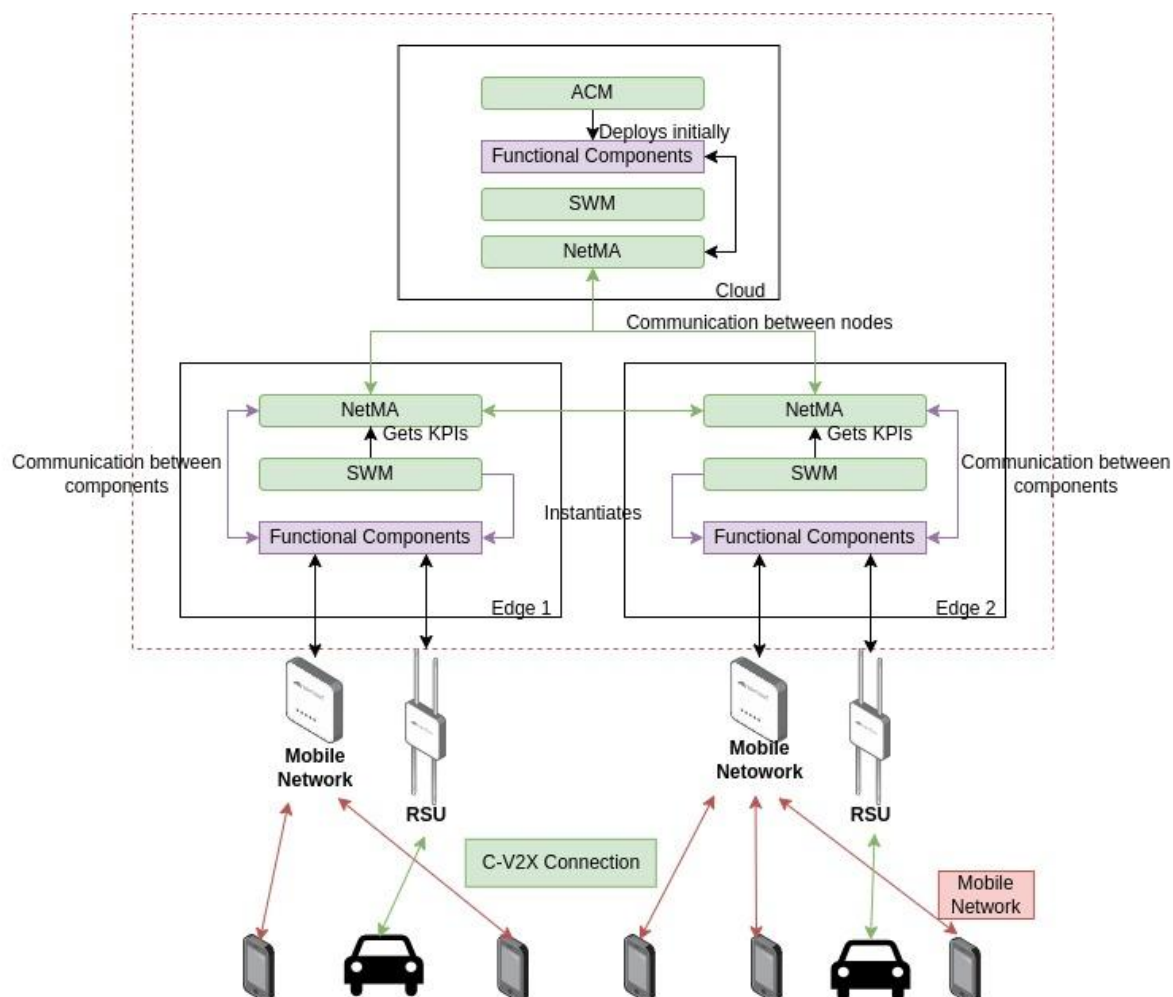 ACM
Deploys initially
Functional Components
SWM
NetMA
Cloud
Communication between nodes
NetMA
Gets KPIs
Communication between
components
SWM
Instantiates
Functional Components
Edge 1
NetMA
Gets KPIs
Communication between
components
SWM
Functional Components
Edge 2
Mobile
Network
RSU
Mobile
Netowork
RSU
C-V2X Connection
Mobile
Network